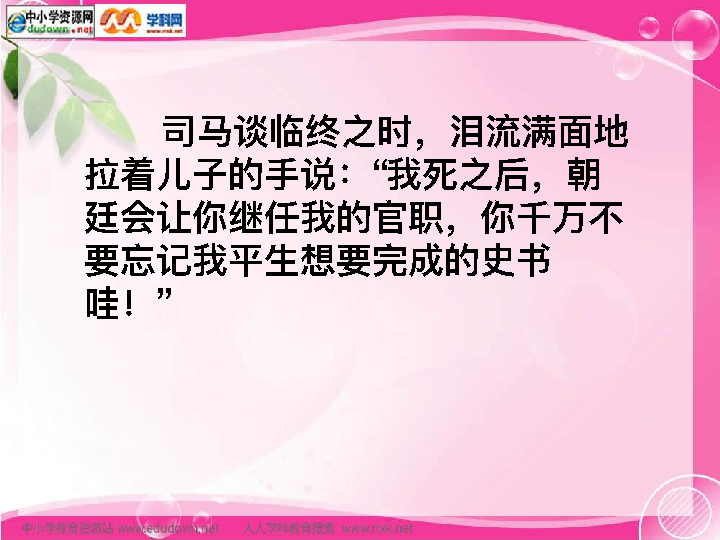 中小学资源网
dudown.net
学科网
www.nxk.net
司马谈临终之时，泪流满面地
拉着儿子的手说：“我死之后，朝
廷会让你继任我的官职，你千万不
要忘记我平生想要完成的史书
哇！”
中小学教育资源站 www.edudown.net 人人学科教育搜索 www.rrxk.net